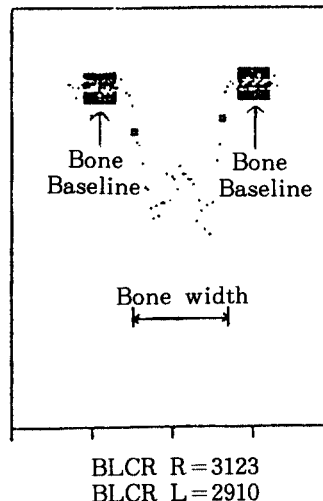 Bone
Baseline
Bone
Baseline
Bone width
BLCR R=3123
BLCR L=2910